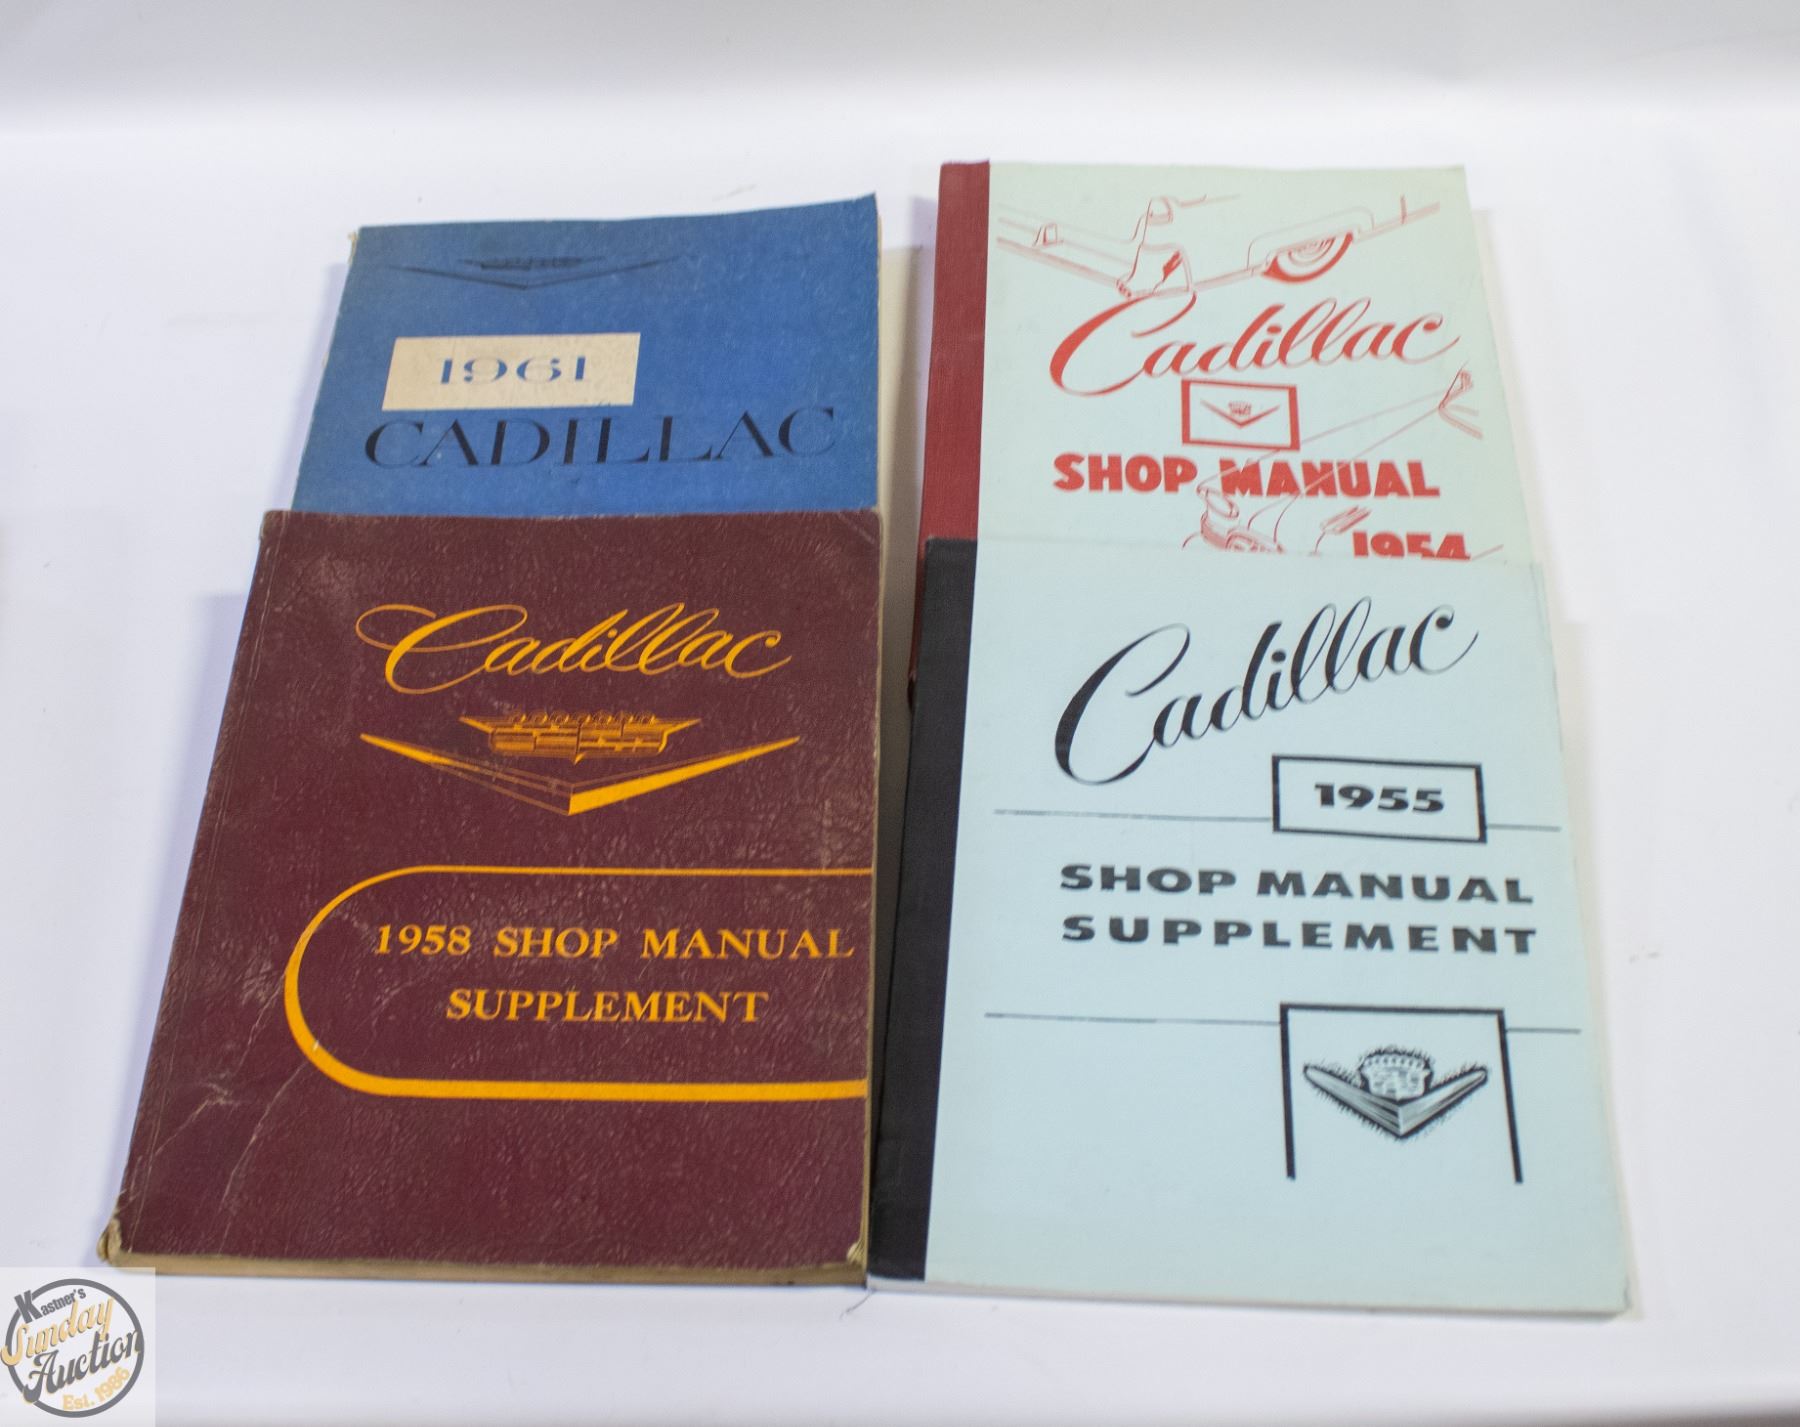 1961
CADILLAC
Cadillac
1958 SHOP MANUAL
SUPPLEMENT
Cadillac
SHOP MANUAL
1954
Cadillac
1955
SHOP MANUAL
SUPPLEMENT
Kastner's
Sunday
Auction
Est. 1986